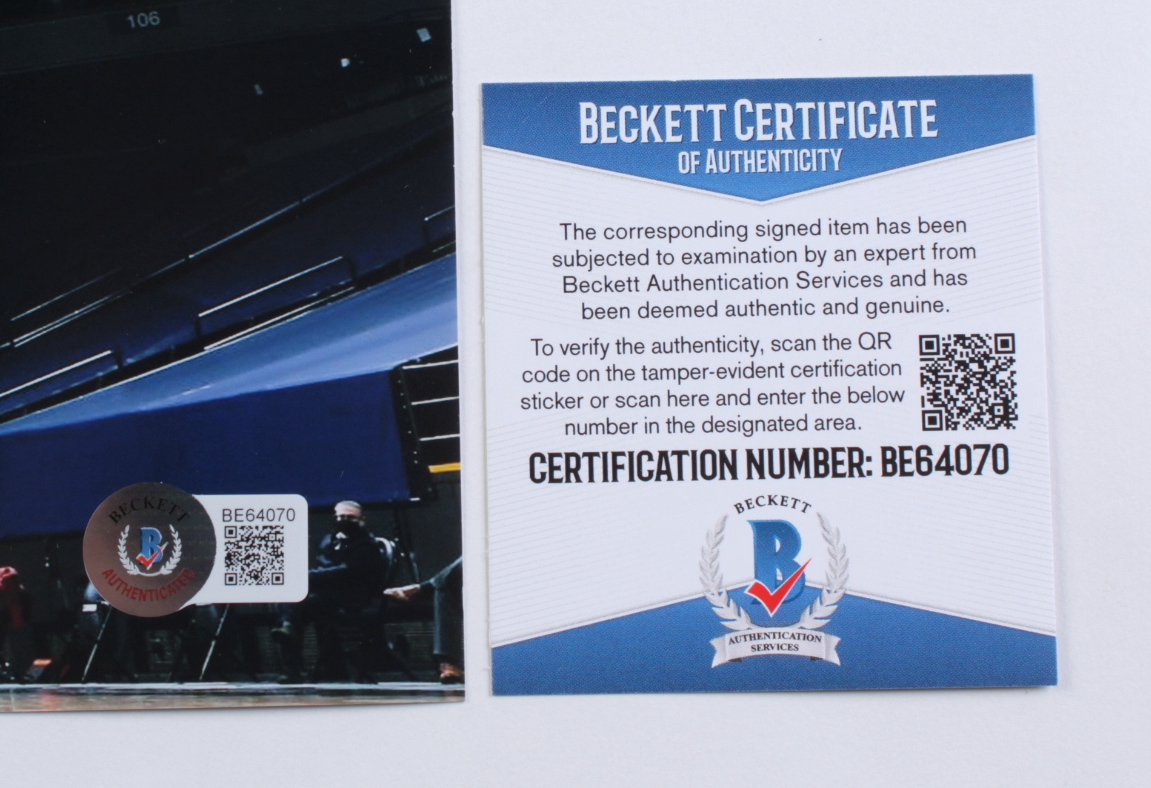 106
BECKETT
AUTHENTICATED
BE64070
BECKETT CERTIFICATE
OF AUTHENTICITY
The corresponding signed item has been
subjected to examination by an expert from
Beckett Authentication Services and has
been deemed authentic and genuine.
To verify the authenticity, scan the QR
code on the tamper-evident certification
sticker or scan here and enter the below
number in the designated area.
CERTIFICATION NUMBER: BE64070
BECKETT
B
AUTHENTICATION
SERVICES